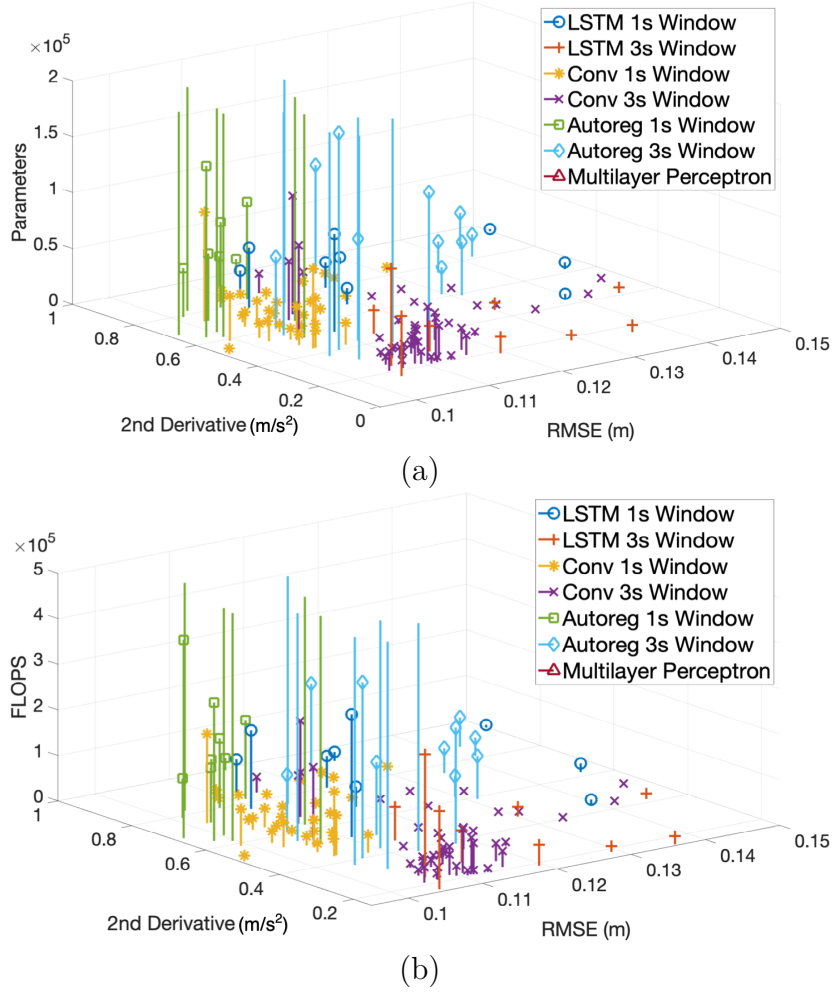 ×10⁵
2
1.5
1
0.5
0
Parameters
1
0.8
0.6
0.4
0.2
0
2nd Derivative (m/s²)
0.1
0.11
0.12
0.13
0.14
0.15
RMSE (m)
LSTM 1s Window
LSTM 3s Window
Conv 1s Window
Conv 3s Window
Autoreg 1s Window
Autoreg 3s Window
Multilayer Perceptron
(a)
×10⁵
5
4
3
2
1
0
FLOPS
1
0.8
0.6
0.4
0.2
2nd Derivative (m/s²)
0.1
0.11
0.12
0.13
0.14
0.15
RMSE (m)
LSTM 1s Window
LSTM 3s Window
Conv 1s Window
Conv 3s Window
Autoreg 1s Window
Autoreg 3s Window
Multilayer Perceptron
(b)